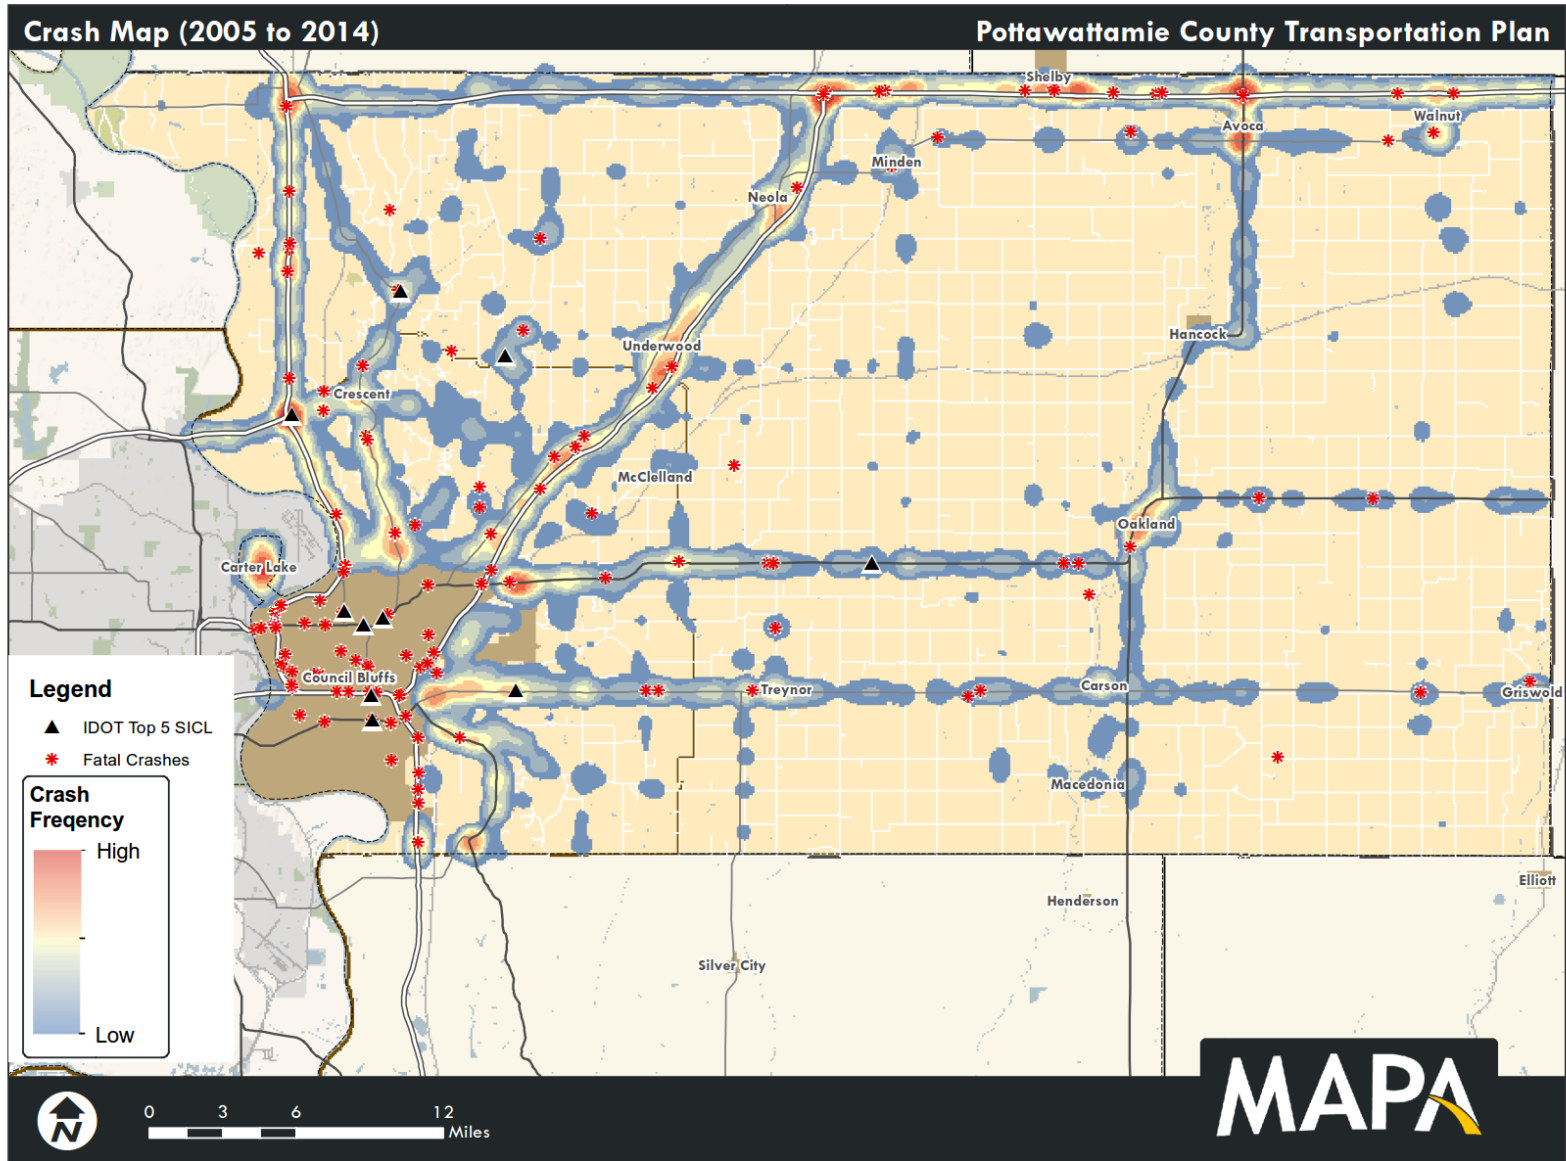 Crash Map (2005 to 2014)
Pottawattamie County Transportation Plan
Shelby
Walnut
Avoca
Minden
Neola
Hancock
Underwood
Crescent
McClelland
Oakland
Carter Lake
Council Bluffs
Treynor
Carson
Griswold
Macedonia
Elliott
Henderson
Silver City
Legend
IDOT Top 5 SICL
Fatal Crashes
Crash
Freqency
High
Low
N
0 3 6 12
Miles
MAPA